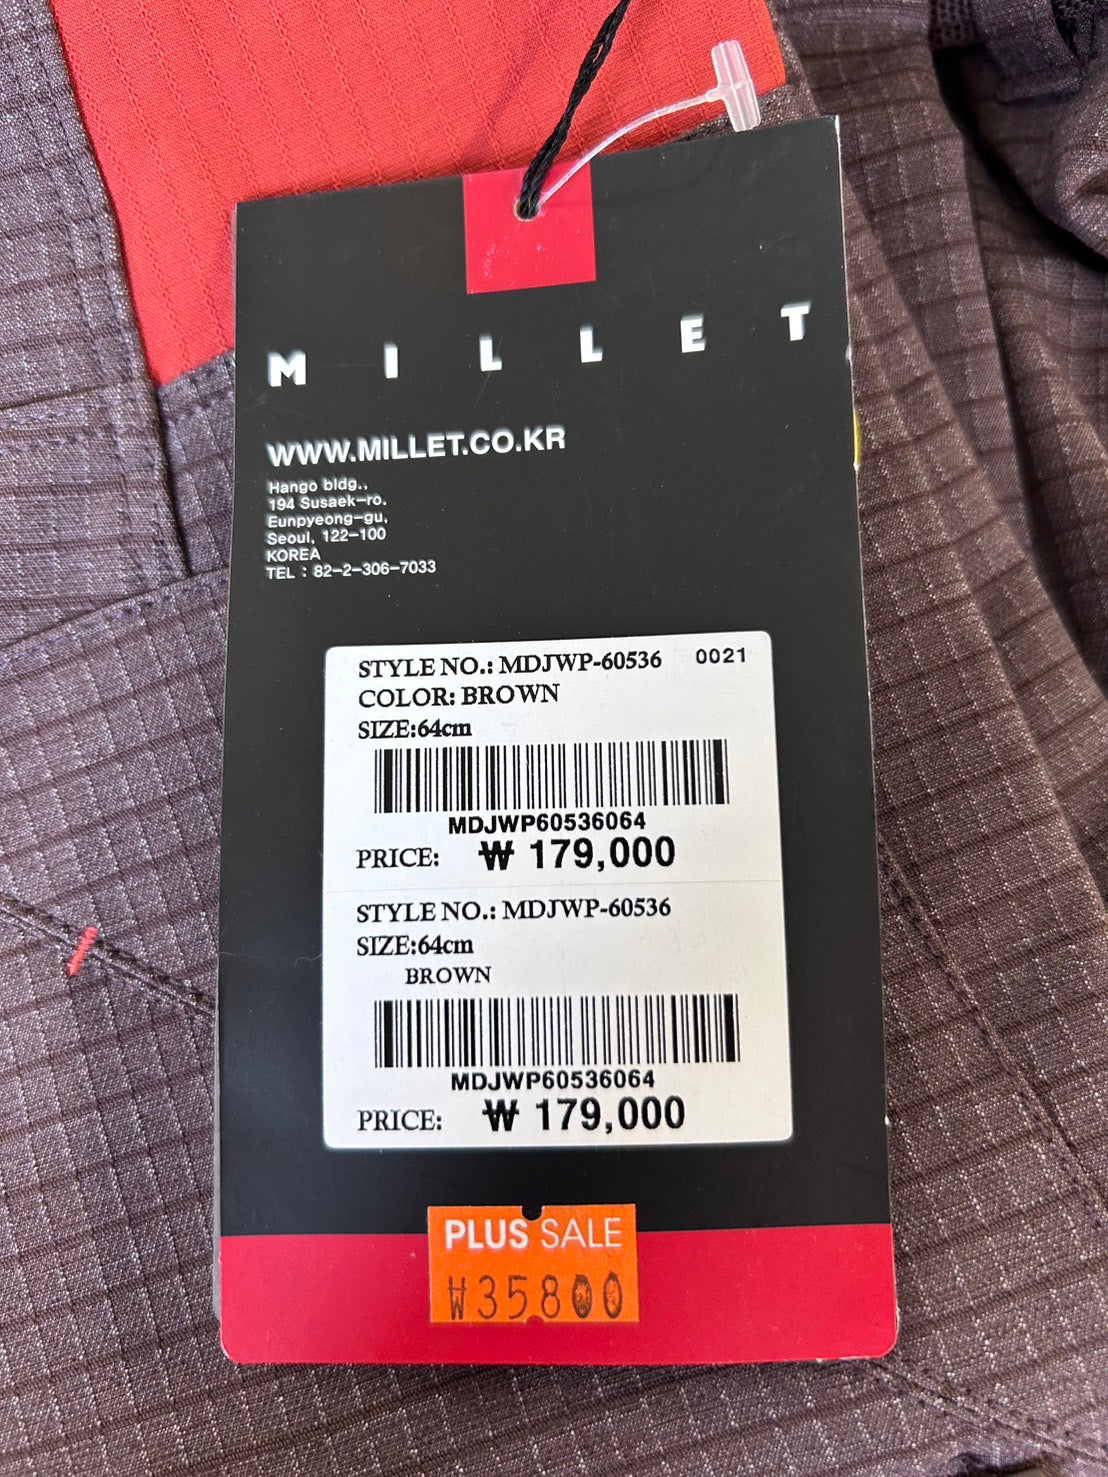 MILLET
WWW.MILLET.CO.KR
Hango bldg.,
194 Susaek-ro,
Eunpyeong-gu,
Seoul, 122-100
KOREA
TEL : 82-2-306-7033
STYLE NO.: MDJWP-60536 0021
COLOR: BROWN
SIZE:64cm
MDJWP60536064
PRICE: ₩ 179,000
STYLE NO.: MDJWP-60536
SIZE:64cm
BROWN
MDJWP60536064
PRICE: ₩ 179,000
PLUS SALE
₩35800